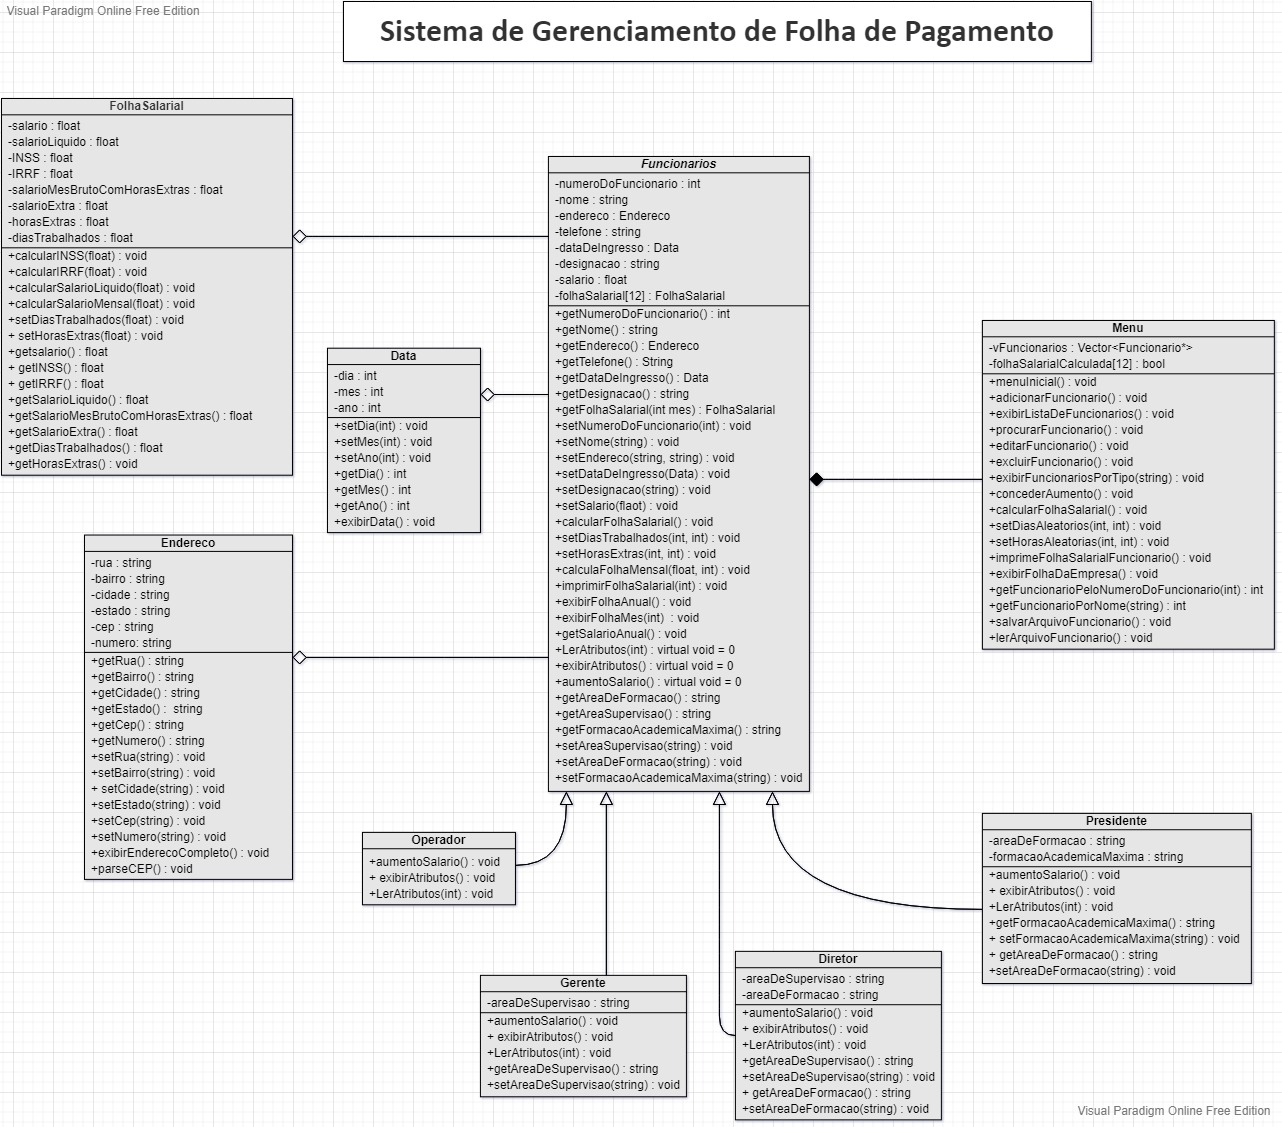 Visual Paradigm Online Free Edition
Sistema de Gerenciamento de Folha de Pagamento
FolhaSalarial
-salario : float
-salarioLiquido : float
-INSS : float
-IRRF : float
-salarioMesBrutoComHorasExtras : float
-salarioExtra : float
-horasExtras : float
-diasTrabalhados : float
+calcularINSS(float) : void
+calcularIRRF(float) : void
+calcularSalarioLiquido(float) : void
+calcularSalarioMensal(float) : void
+setDiasTrabalhados(float) : void
+ setHorasExtras(float) : void
+getsalario() : float
+ getINSS() : float
+ getIRRF() : float
+getSalarioLiquido() : float
+getSalarioMesBrutoComHorasExtras() : float
+getSalarioExtra() : float
+getDiasTrabalhados() : float
+getHorasExtras() : void
Data
-dia : int
-mes : int
-ano : int
+setDia(int) : void
+setMes(int) : void
+setAno(int) : void
+getDia() : int
+getMes() : int
+getAno() : int
+exibirData() : void
Endereco
-rua : string
-bairro : string
-cidade : string
-estado : string
-cep : string
-numero: string
+getRua() : string
+getBairro() : string
+getCidade() : string
+getEstado() :  string
+getCep() : string
+getNumero() : string
+setRua(string) : void
+setBairro(string) : void
+ setCidade(string) : void
+setEstado(string) : void
+setCep(string) : void
+setNumero(string) : void
+exibirEnderecoCompleto() : void
+parseCEP() : void
Funcionarios
-numeroDoFuncionario : int
-nome : string
-endereco : Endereco
-telefone : string
-dataDeIngresso : Data
-designacao : string
-salario : float
-folhaSalarial[12] : FolhaSalarial
+getNumeroDoFuncionario() : int
+getNome() : string
+getEndereco() : Endereco
+getTelefone() : String
+getDataDeIngresso() : Data
+getDesignacao() : string
+getFolhaSalarial(int mes) : FolhaSalarial
+setNumeroDoFuncionario(int) : void
+setNome(string) : void
+setEndereco(string, string) : void
+setDataDeIngresso(Data) : void
+setDesignacao(string) : void
+setSalario(flaot) : void
+calcularFolhaSalarial() : void
+setDiasTrabalhados(int, int) : void
+setHorasExtras(int, int) : void
+calculaFolhaMensal(float, int) : void
+imprimirFolhaSalarial(int) : void
+exibirFolhaAnual() : void
+exibirFolhaMes(int)  : void
+getSalarioAnual() : void
+LerAtributos(int) : virtual void = 0
+exibirAtributos() : virtual void = 0
+aumentoSalario() : virtual void = 0
+getAreaDeFormacao() : string
+getAreaSupervisao() : string
+getFormacaoAcademicaMaxima() : string
+setAreaSupervisao(string) : void
+setAreaDeFormacao(string) : void
+setFormacaoAcademicaMaxima(string) : void
Menu
-vFuncionarios : Vector<Funcionario*>
-folhaSalarialCalculada[12] : bool
+menuInicial() : void
+adicionarFuncionario() : void
+exibirListaDeFuncionarios() : void
+procurarFuncionario() : void
+editarFuncionario() : void
+excluirFuncionario() : void
+exibirFuncionariosPorTipo(string) : void
+concederAumento() : void
+calcularFolhaSalarial() : void
+setDiasAleatorios(int, int) : void
+setHorasAleatorias(int, int) : void
+imprimeFolhaSalarialFuncionario() : void
+exibirFolhaDaEmpresa() : void
+getFuncionarioPeloNumeroDoFuncionario(int) : int
+getFuncionarioPorNome(string) : int
+salvarArquivoFuncionario() : void
+lerArquivoFuncionario() : void
Operador
+aumentoSalario() : void
+ exibirAtributos() : void
+LerAtributos(int) : void
Gerente
-areaDeSupervisao : string
+aumentoSalario() : void
+ exibirAtributos() : void
+LerAtributos(int) : void
+getAreaDeSupervisao() : string
+setAreaDeSupervisao(string) : void
Diretor
-areaDeSupervisao : string
-areaDeFormacao : string
+aumentoSalario() : void
+ exibirAtributos() : void
+LerAtributos(int) : void
+getAreaDeSupervisao() : string
+setAreaDeSupervisao(string) : void
+ getAreaDeFormacao() : string
+setAreaDeFormacao(string) : void
Presidente
-areaDeFormacao : string
-formacaoAcademicaMaxima : string
+aumentoSalario() : void
+ exibirAtributos() : void
+LerAtributos(int) : void
+getFormacaoAcademicaMaxima() : string
+ setFormacaoAcademicaMaxima(string) : void
+ getAreaDeFormacao() : string
+setAreaDeFormacao(string) : void
Visual Paradigm Online Free Edition